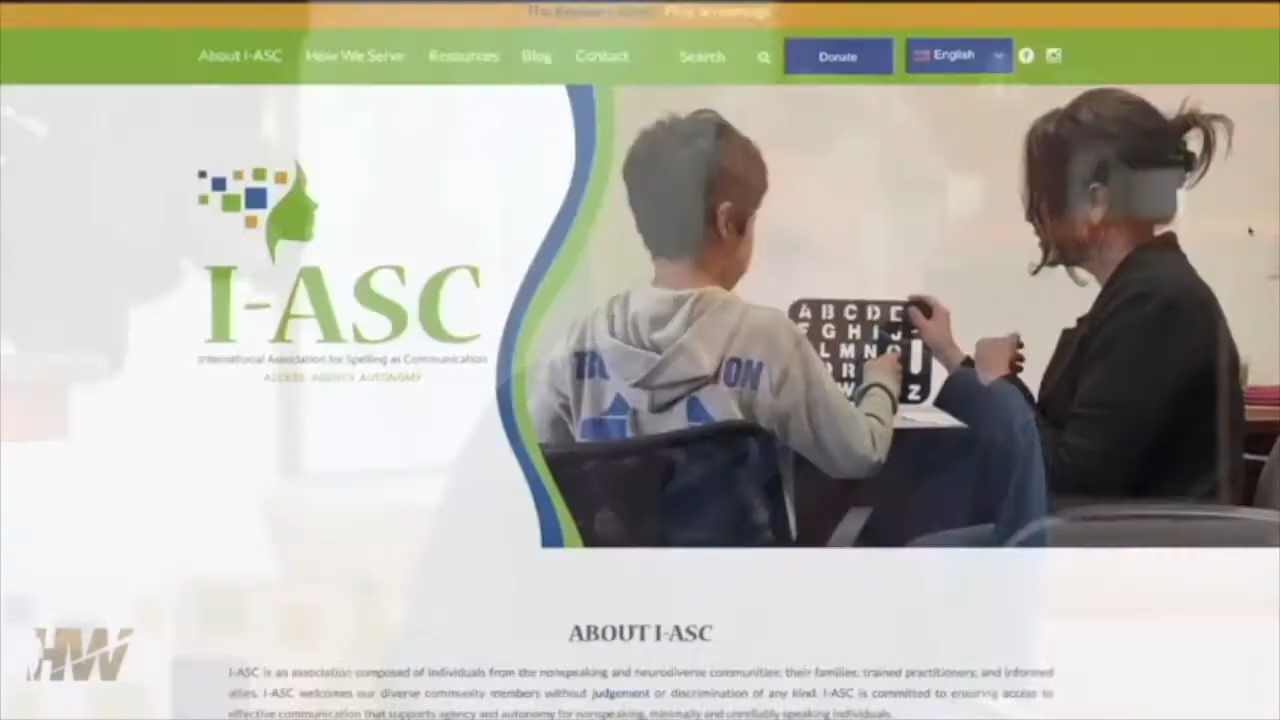 About I-ASC How We Serve Resources Blog Contact Search Donate English
I-ASC
International Association for Spelling as Communication
ACCESS AGENCY AUTONOMY
A B C D E
F G H I J
L M N O
R
W Z
ION
ABOUT I-ASC
I-ASC is an association composed of individuals from the nonspeaking and neurodiverse communities; their families; trained practitioners; and informed
allies. I-ASC welcomes our diverse community members without judgement or discrimination of any kind. I-ASC is committed to ensuring access to
effective communication that supports agency and autonomy for nonspeaking, minimally and unreliably speaking individuals.
HW